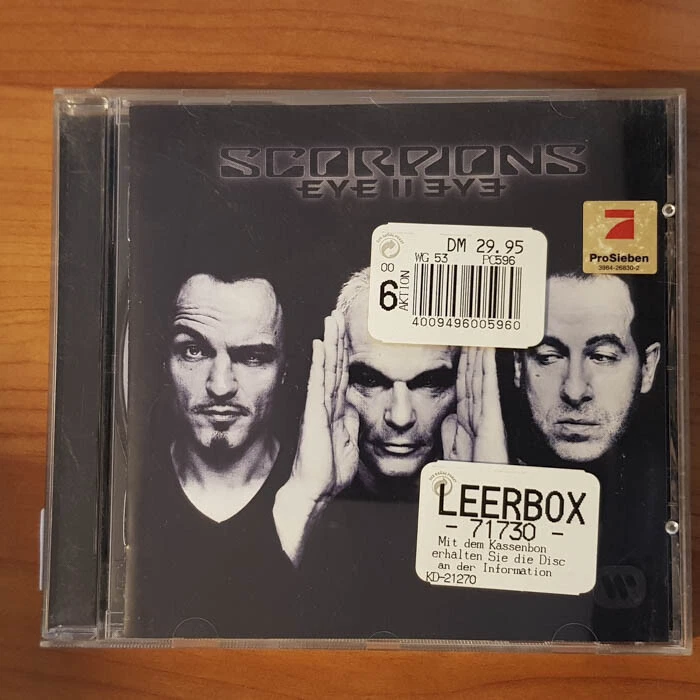 SCORPIONS
EYE II EYE
DM 29.95
WG 53 PC596
00
6
AKTION
4009496005960
ProSieben
3984-26830-2
LEERBOX
- 71730 -
Mit dem Kassenbon
erhalten Sie die Disc
an der Information
KD-21270